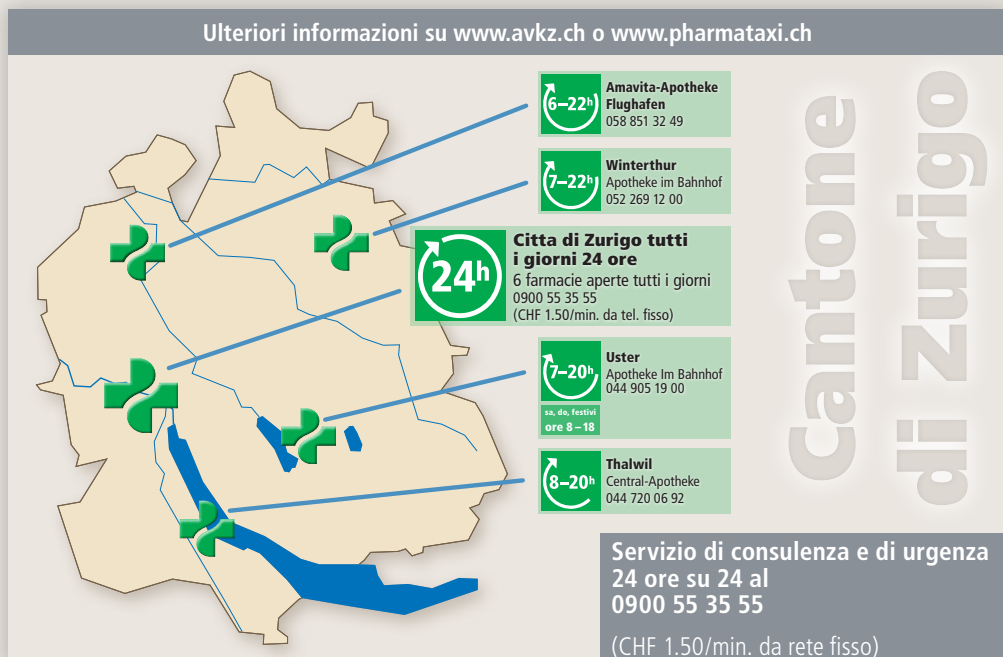 Ulteriori informazioni su www.avkz.ch o www.pharmataxi.ch
6–22h
Amavita-Apotheke
Flughafen
058 851 32 49
7–22h
Winterthur
Apotheke im Bahnhof
052 269 12 00
24h
Citta di Zurigo tutti
i giorni 24 ore
6 farmacie aperte tutti i giorni
0900 55 35 55
(CHF 1.50/min. da tel. fisso)
7–20h
sa, do, festivi
ore 8–18
Uster
Apotheke Im Bahnhof
044 905 19 00
8–20h
Thalwil
Central-Apotheke
044 720 06 92
Cantone
di Zurigo
Servizio di consulenza e di urgenza
24 ore su 24 al
0900 55 35 55
(CHF 1.50/min. da rete fisso)